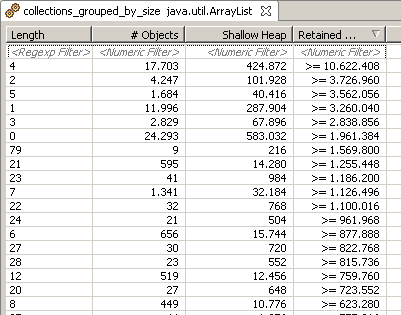 collections_grouped_by_size java.util.ArrayList
Length # Objects Shallow Heap Retained ...
<Regexp Filter> <Numeric Filter> <Numeric Filter> <Numeric Filter>
4 17.703 424.872 >= 10.622.408
2 4.247 101.928 >= 3.726.960
5 1.684 40.416 >= 3.562.056
1 11.996 287.904 >= 3.260.040
3 2.829 67.896 >= 2.838.856
0 24.293 583.032 >= 1.961.384
79 9 216 >= 1.569.800
21 595 14.280 >= 1.255.448
23 41 984 >= 1.186.200
7 1.341 32.184 >= 1.126.496
22 32 768 >= 1.100.016
24 21 504 >= 961.968
6 656 15.744 >= 877.888
27 30 720 >= 822.768
28 23 552 >= 815.736
12 519 12.456 >= 759.760
20 27 648 >= 723.552
8 449 10.776 >= 623.280